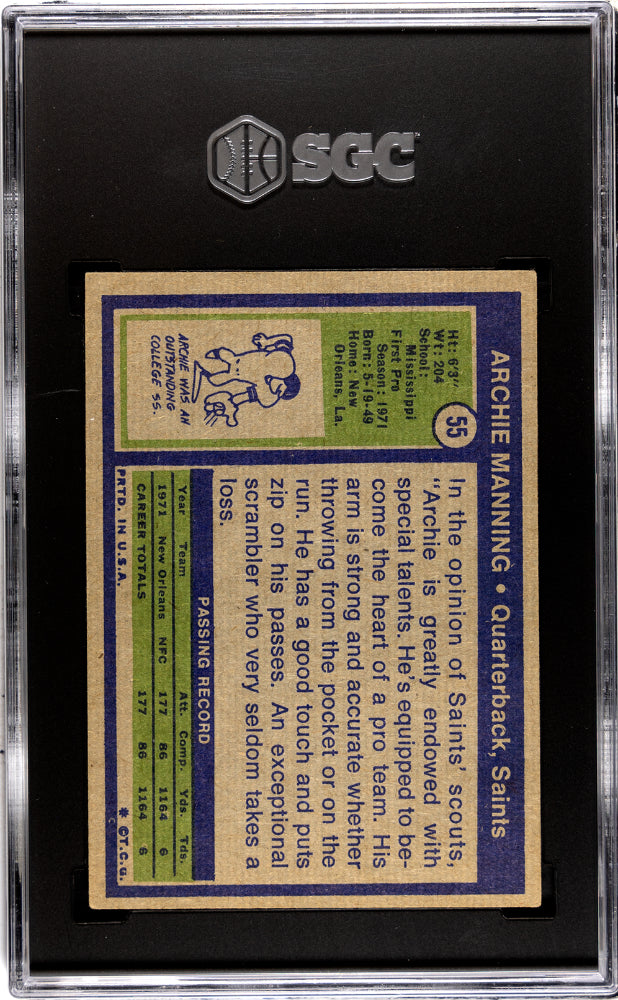 SGC
ARCHIE MANNING • Quarterback, Saints
55
Ht: 6'3"
Wt: 204
School:
Mississippi
First Pro
Season: 1971
Born: 5-19-49
Home: New
Orleans, La.
ARCHIE WAS AN
OUTSTANDING
COLLEGE SS.
In the opinion of Saints' scouts,
"Archie is greatly endowed with
special talents. He's equipped to be-
come the heart of a pro team. His
arm is strong and accurate whether
throwing from the pocket or on the
run. He has a good touch and puts
zip on his passes. An exceptional
scrambler who very seldom takes a
loss.
PASSING RECORD
Year Team Att. Comp. Yds. Tds.
1971 New Orleans NFC 177 86 1164 6
CAREER TOTALS 177 86 1164 6
PRTD. IN U.S.A. * ©T.C.G.